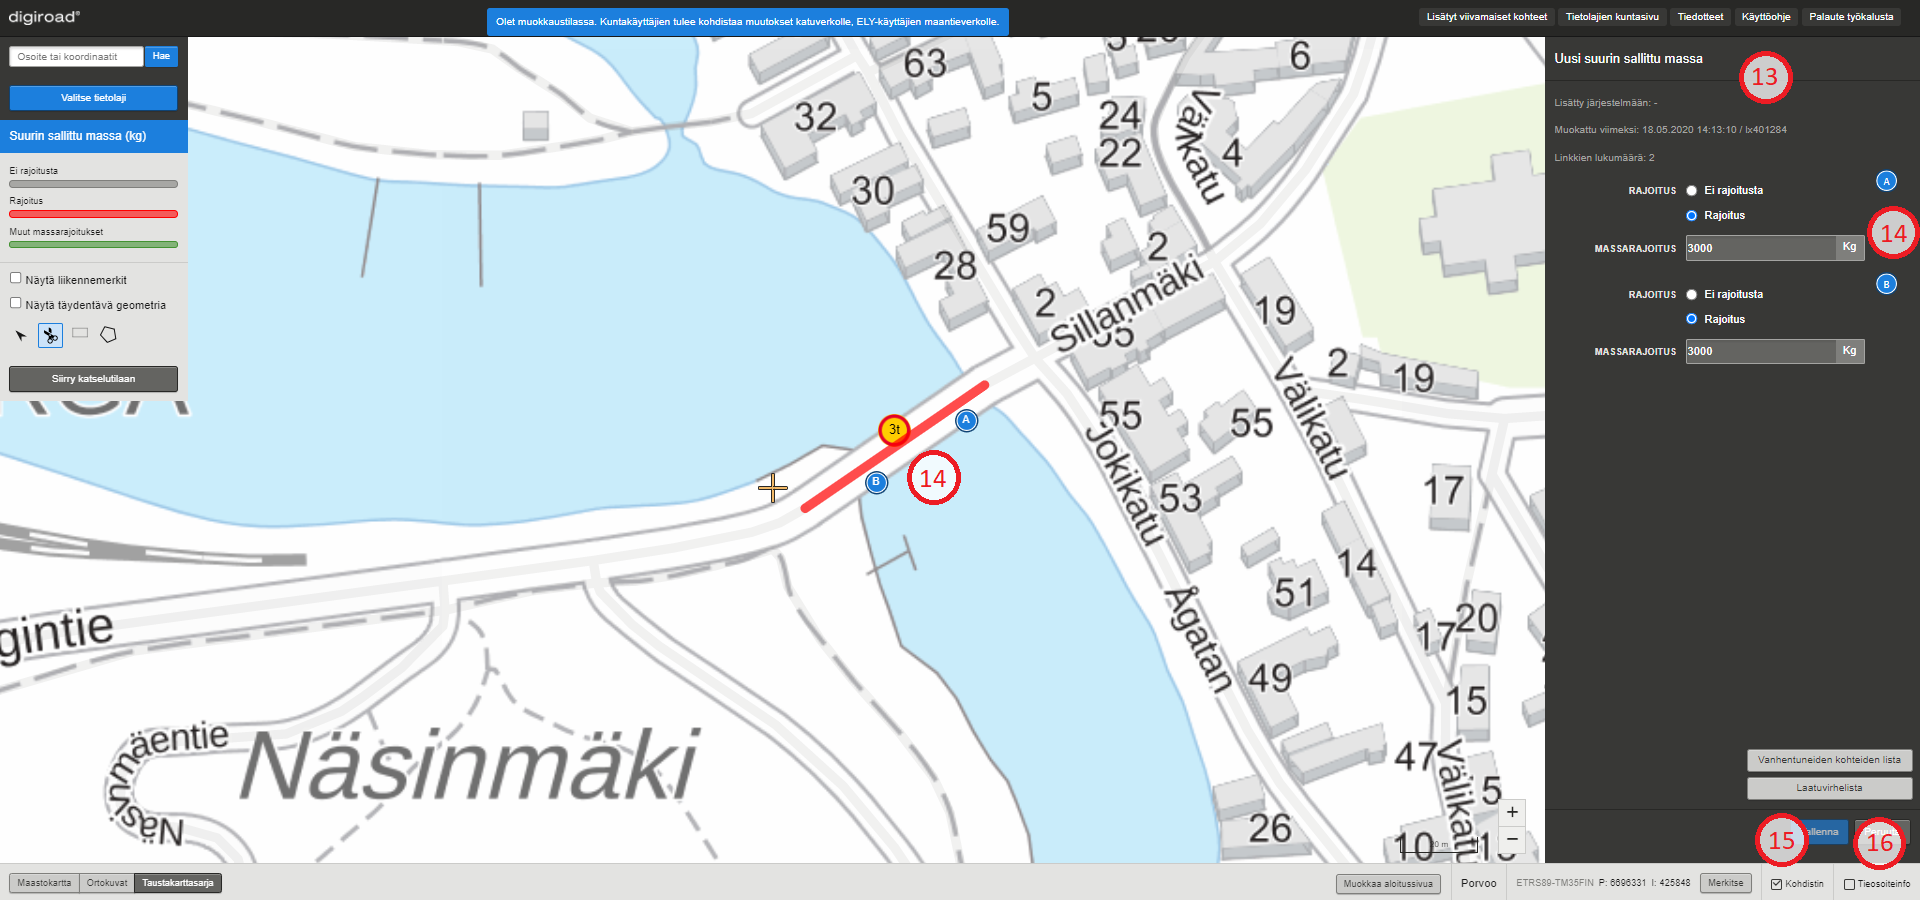 digiroad
Olet muokkaustilassa. Kuntakäyttäjien tulee kohdistaa muutokset katuverkolle, ELY-käyttäjien maantieverkolle.
Lisätyt viivamaiset kohteet
Tietolajien kuntasivu
Tiedotteet
Käyttöohje
Palaute työkalusta
Osoite tai koordinaatit
Hae
Valitse tietolaji
Suurin sallittu massa (kg)
Ei rajoitusta
Rajoitus
Muut massarajoitukset
Näytä liikennemerkit
Näytä täydentävä geometria
Siirry katselutilaan
63
5
6
32
5
24
22
4
Väkkatu
30
59
28
2
2
Sillanmäki
55
19
2
19
Välikatu
55
55
Jokikatu
53
17
3t
A
B
14
14
51
Ågatan
20
17
49
15
47
Välikatu
5
26
10
gintie
Näsinmäentie
Näsinmäki
+
−
20 m
Uusi suurin sallittu massa
13
Lisätty järjestelmään: -
Muokattu viimeksi: 18.05.2020 14:13:10 / lx401284
Linkkien lukumäärä: 2
A
RAJOITUS
Ei rajoitusta
Rajoitus
14
MASSARAJOITUS
3000
Kg
B
RAJOITUS
Ei rajoitusta
Rajoitus
MASSARAJOITUS
3000
Kg
Vanhentuneiden kohteiden lista
Laatuvirhelista
15
allenna
16
Maastokartta
Ortokuvat
Taustakarttasarja
Muokkaa aloitussivua
Porvoo
ETRS89-TM35FIN P: 6696331 I: 425848
Merkitse
Kohdistin
Tieosoiteinfo